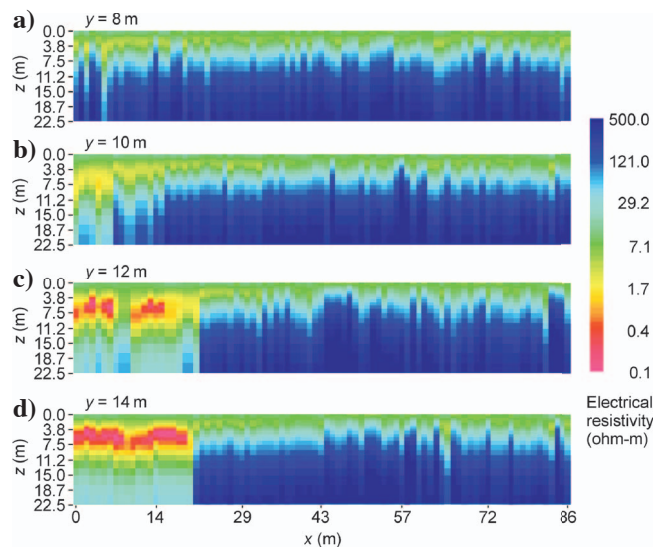 a) y = 8 m
0.0
3.8
7.5
11.2
15.0
18.7
22.5
z (m)
b) y = 10 m
0.0
3.8
7.5
11.2
15.0
18.7
22.5
z (m)
c) y = 12 m
0.0
3.8
7.5
11.2
15.0
18.7
22.5
z (m)
d) y = 14 m
0.0
3.8
7.5
11.2
15.0
18.7
22.5
z (m)
0 14 29 43 57 72 86
x (m)
500.0
121.0
29.2
7.1
1.7
0.4
0.1
Electrical
resistivity
(ohm-m)